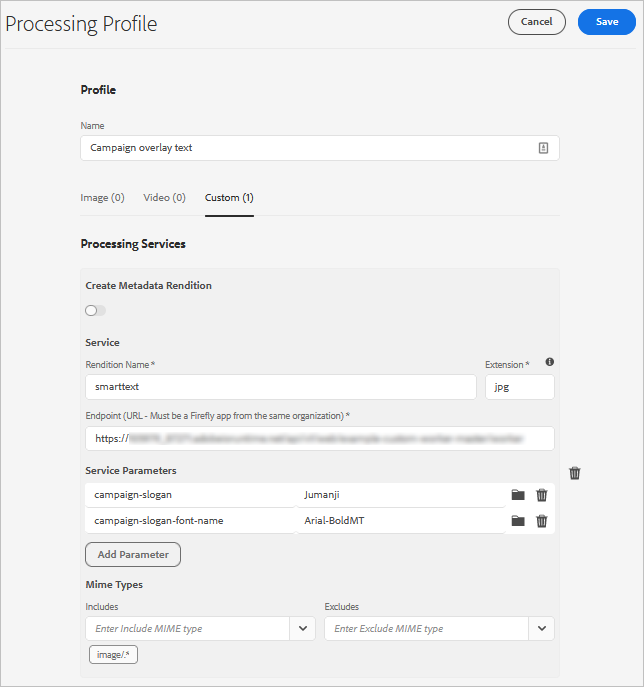 Processing Profile
Cancel
Save
Profile
Name
Campaign overlay text
Image (0)
Video (0)
Custom (1)
Processing Services
Create Metadata Rendition
Service
Rendition Name *
Extension *
smarttext
jpg
Endpoint (URL - Must be a Firefly app from the same organization) *
https://
Service Parameters
campaign-slogan
Jumanji
campaign-slogan-font-name
Arial-BoldMT
Add Parameter
Mime Types
Includes
Excludes
Enter Include MIME type
Enter Exclude MIME type
image/.*